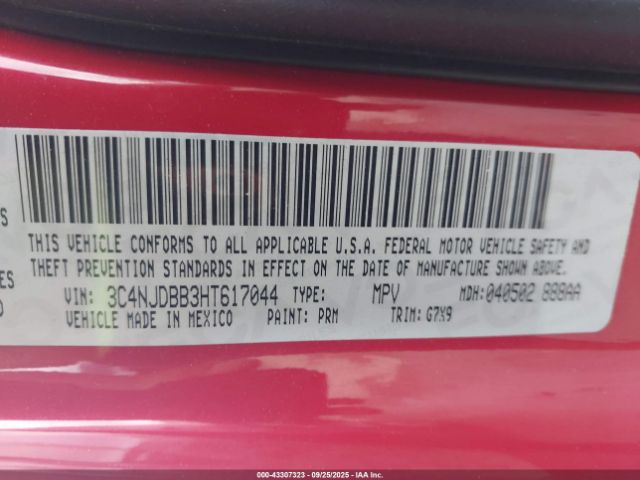 THIS VEHICLE CONFORMS TO ALL APPLICABLE U.S.A. FEDERAL MOTOR VEHICLE SAFETY AND
THEFT PREVENTION STANDARDS IN EFFECT ON THE DATE OF MANUFACTURE SHOWN ABOVE.
VIN: 3C4NJDBB3HT617044 TYPE: MPV MDH: 040502 888AA
VEHICLE MADE IN MEXICO PAINT: PRM TRIM: G7X9
000-43307323 | 09/25/2025 - IAAI.com, Inc.